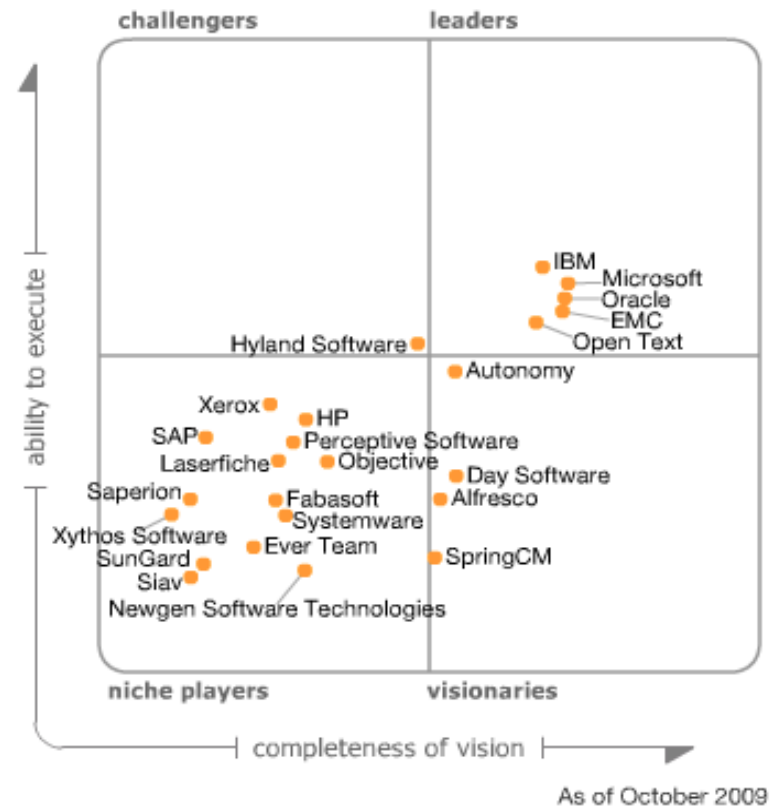 challengers
leaders
ability to execute
IBM
Microsoft
Oracle
EMC
Open Text
Hyland Software
Autonomy
Xerox
HP
SAP
Perceptive Software
Laserfiche
Objective
Day Software
Saperion
Fabasoft
Alfresco
Systemware
Xythos Software
Ever Team
SunGard
SpringCM
Siav
Newgen Software Technologies
niche players
visionaries
completeness of vision
As of October 2009